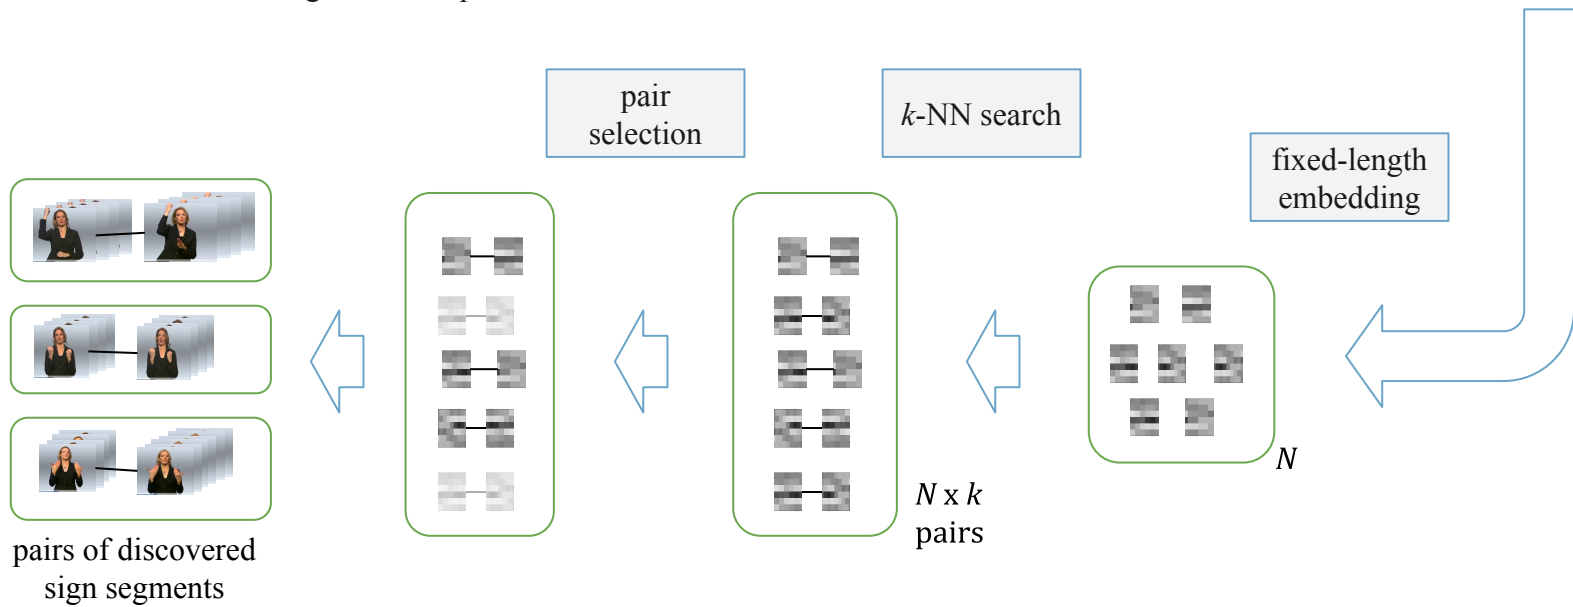 pair
selection
k-NN search
fixed-length
embedding
N
N x k
pairs
pairs of discovered
sign segments